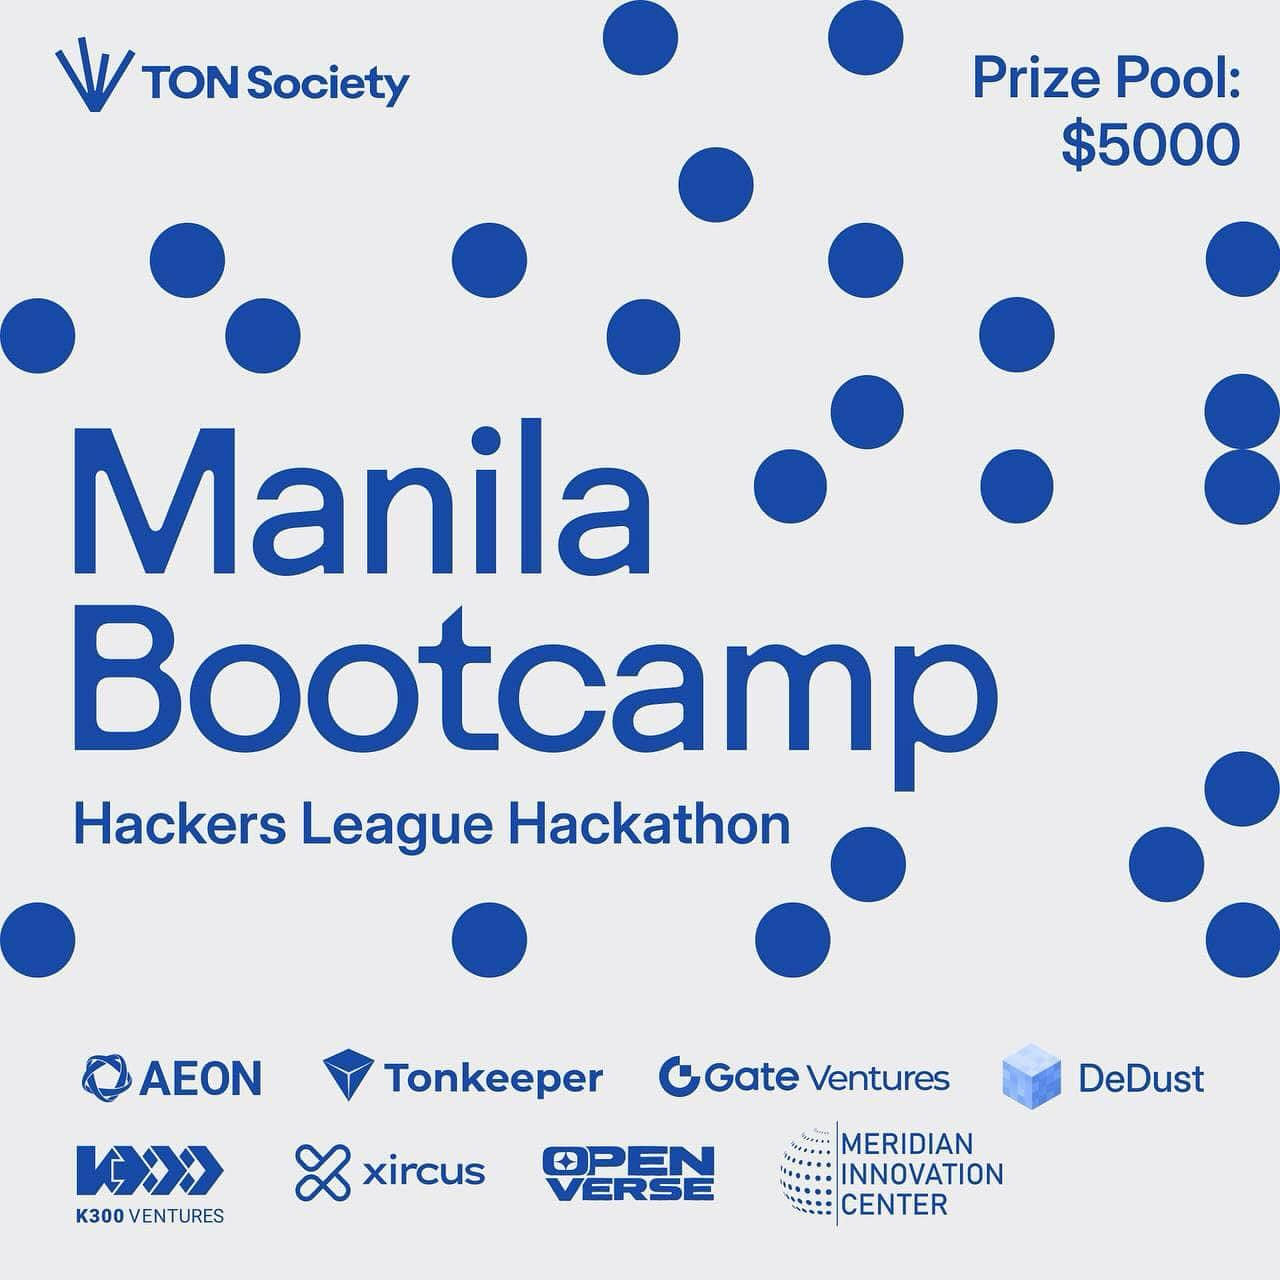 TON Society
Prize Pool:
$5000
Manila
Bootcamp
Hackers League Hackathon
AEON
Tonkeeper
Gate Ventures
DeDust
K300 VENTURES
xircus
OPEN
VERSE
MERIDIAN
INNOVATION
CENTER